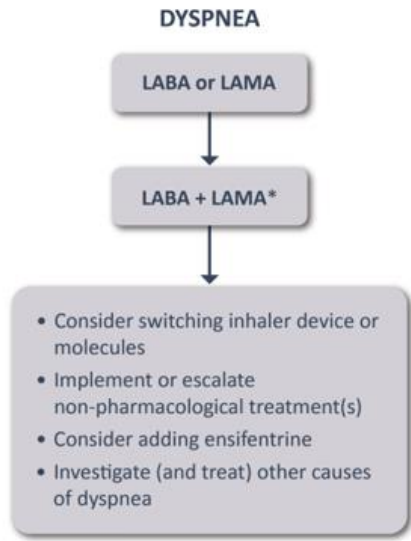 DYSPNEA
LABA or LAMA
LABA + LAMA*
• Consider switching inhaler device or
molecules
• Implement or escalate
non-pharmacological treatment(s)
• Consider adding ensifentrine
• Investigate (and treat) other causes
of dyspnea